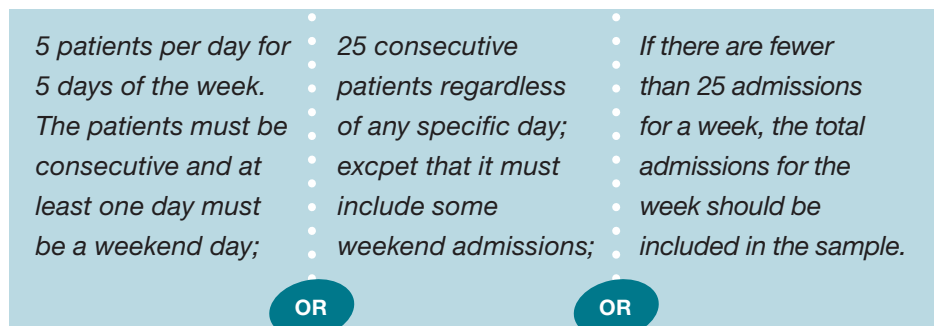 5 patients per day for
5 days of the week.
The patients must be
consecutive and at
least one day must
be a weekend day;
OR
25 consecutive
patients regardless
of any specific day;
excpet that it must
include some
weekend admissions;
OR
If there are fewer
than 25 admissions
for a week, the total
admissions for the
week should be
included in the sample.